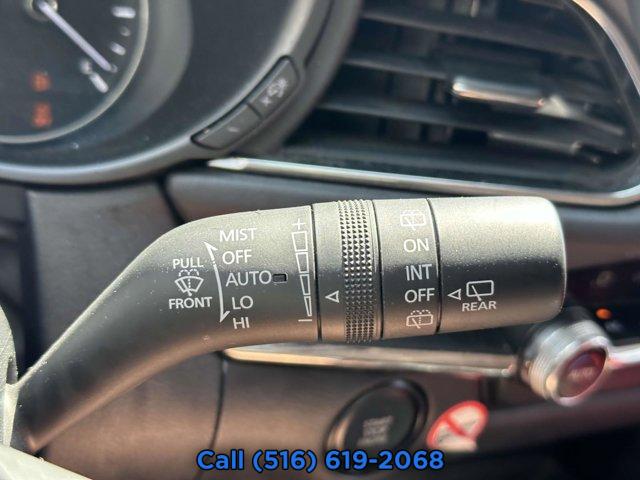 MIST
OFF
AUTO
LO
HI
PULL
FRONT
+
ON
INT
OFF
REAR
Call (516) 619-2068